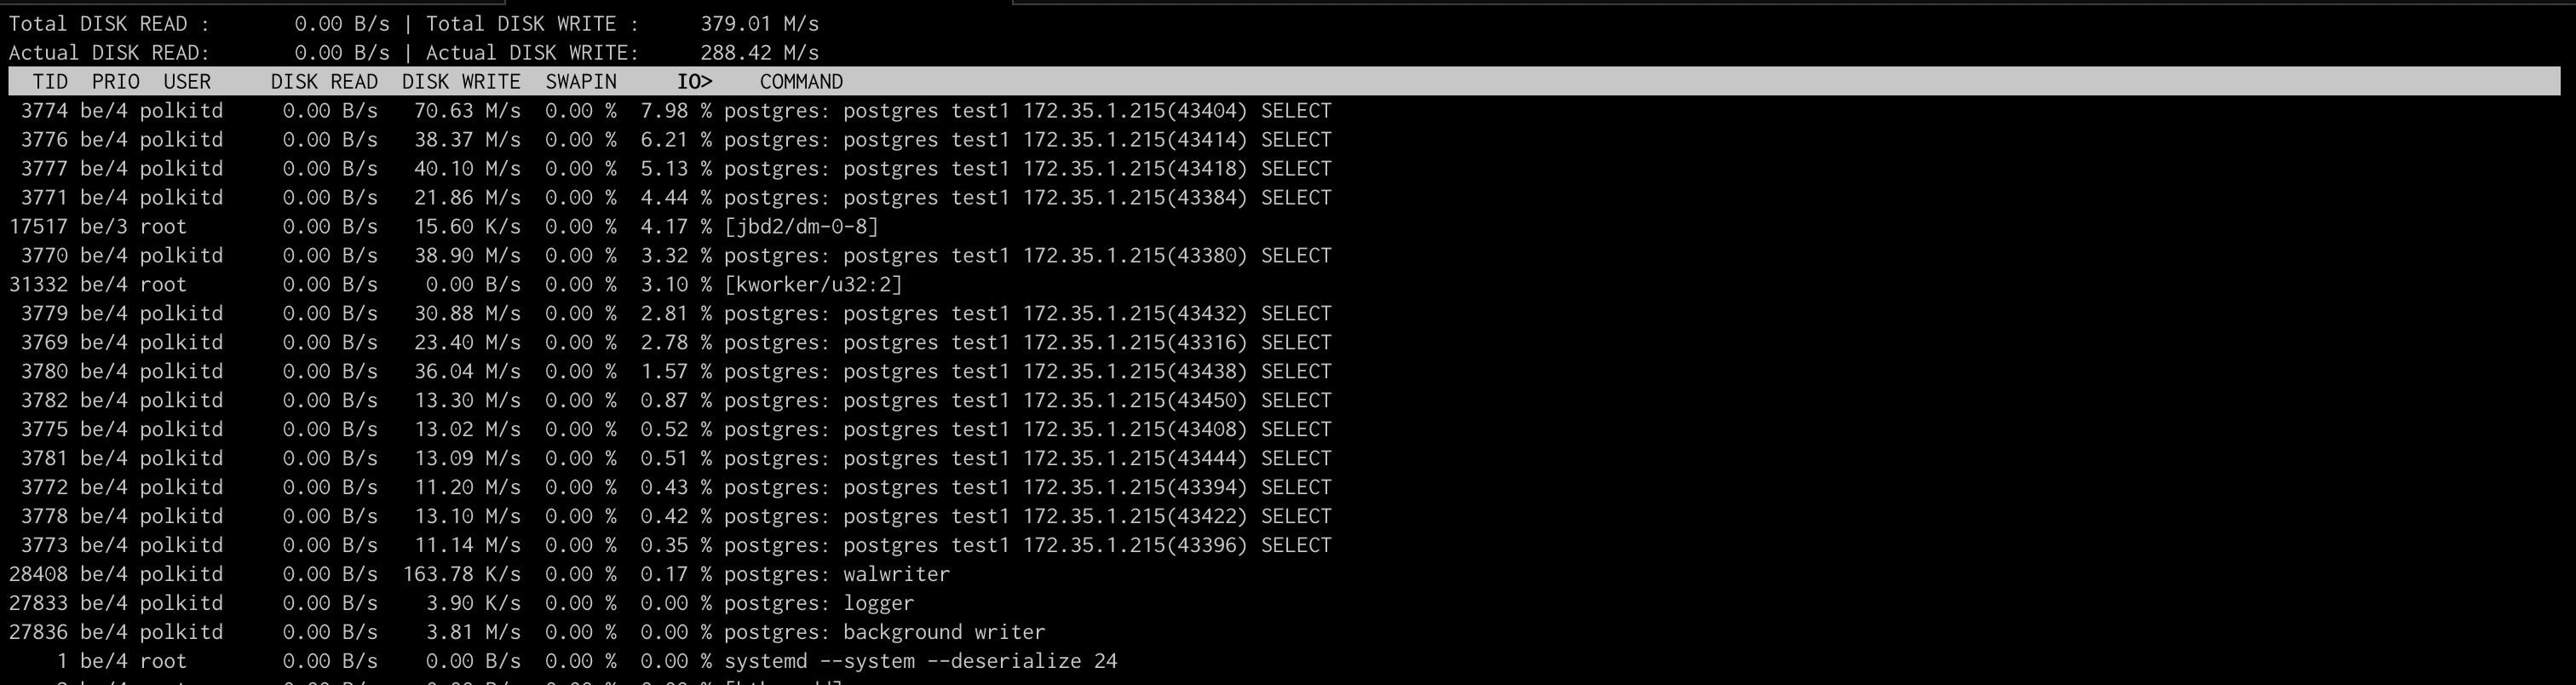 Total DISK READ :       0.00 B/s | Total DISK WRITE :     379.01 M/s
Actual DISK READ:       0.00 B/s | Actual DISK WRITE:     288.42 M/s
  TID  PRIO  USER     DISK READ  DISK WRITE  SWAPIN     IO>    COMMAND
 3774 be/4 polkitd     0.00 B/s   70.63 M/s  0.00 %  7.98 % postgres: postgres test1 172.35.1.215(43404) SELECT
 3776 be/4 polkitd     0.00 B/s   38.37 M/s  0.00 %  6.21 % postgres: postgres test1 172.35.1.215(43414) SELECT
 3777 be/4 polkitd     0.00 B/s   40.10 M/s  0.00 %  5.13 % postgres: postgres test1 172.35.1.215(43418) SELECT
 3771 be/4 polkitd     0.00 B/s   21.86 M/s  0.00 %  4.44 % postgres: postgres test1 172.35.1.215(43384) SELECT
17517 be/3 root        0.00 B/s   15.60 K/s  0.00 %  4.17 % [jbd2/dm-0-8]
 3770 be/4 polkitd     0.00 B/s   38.90 M/s  0.00 %  3.32 % postgres: postgres test1 172.35.1.215(43380) SELECT
31332 be/4 root        0.00 B/s    0.00 B/s  0.00 %  3.10 % [kworker/u32:2]
 3779 be/4 polkitd     0.00 B/s   30.88 M/s  0.00 %  2.81 % postgres: postgres test1 172.35.1.215(43432) SELECT
 3769 be/4 polkitd     0.00 B/s   23.40 M/s  0.00 %  2.78 % postgres: postgres test1 172.35.1.215(43316) SELECT
 3780 be/4 polkitd     0.00 B/s   36.04 M/s  0.00 %  1.57 % postgres: postgres test1 172.35.1.215(43438) SELECT
 3782 be/4 polkitd     0.00 B/s   13.30 M/s  0.00 %  0.87 % postgres: postgres test1 172.35.1.215(43450) SELECT
 3775 be/4 polkitd     0.00 B/s   13.02 M/s  0.00 %  0.52 % postgres: postgres test1 172.35.1.215(43408) SELECT
 3781 be/4 polkitd     0.00 B/s   13.09 M/s  0.00 %  0.51 % postgres: postgres test1 172.35.1.215(43444) SELECT
 3772 be/4 polkitd     0.00 B/s   11.20 M/s  0.00 %  0.43 % postgres: postgres test1 172.35.1.215(43394) SELECT
 3778 be/4 polkitd     0.00 B/s   13.10 M/s  0.00 %  0.42 % postgres: postgres test1 172.35.1.215(43422) SELECT
 3773 be/4 polkitd     0.00 B/s   11.14 M/s  0.00 %  0.35 % postgres: postgres test1 172.35.1.215(43396) SELECT
28408 be/4 polkitd     0.00 B/s  163.78 K/s  0.00 %  0.17 % postgres: walwriter
27833 be/4 polkitd     0.00 B/s    3.90 K/s  0.00 %  0.00 % postgres: logger
27836 be/4 polkitd     0.00 B/s    3.81 M/s  0.00 %  0.00 % postgres: background writer
    1 be/4 root        0.00 B/s    0.00 B/s  0.00 %  0.00 % systemd --system --deserialize 24